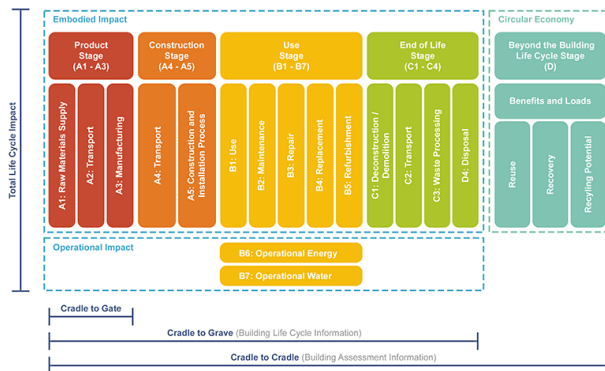 Embodied Impact
Circular Economy
Product
Stage
(A1 - A3)
Construction
Stage
(A4 - A5)
Use
Stage
(B1 - B7)
End of Life
Stage
(C1 - C4)
Beyond the Building
Life Cycle Stage
(D)
Benefits and Loads
Total Life Cycle Impact
A1: Raw Materials Supply
A2: Transport
A3: Manufacturing
A4: Transport
A5: Construction and
Installation Process
B1: Use
B2: Maintenance
B3: Repair
B4: Replacement
B5: Refurbishment
C1: Deconstruction /
Demolition
C2: Transport
C3: Waste Processing
D4: Disposal
Reuse
Recovery
Recyling Potential
Operational Impact
B6: Operational Energy
B7: Operational Water
Cradle to Gate
Cradle to Grave (Building Life Cycle Information)
Cradle to Cradle (Building Assessment Information)